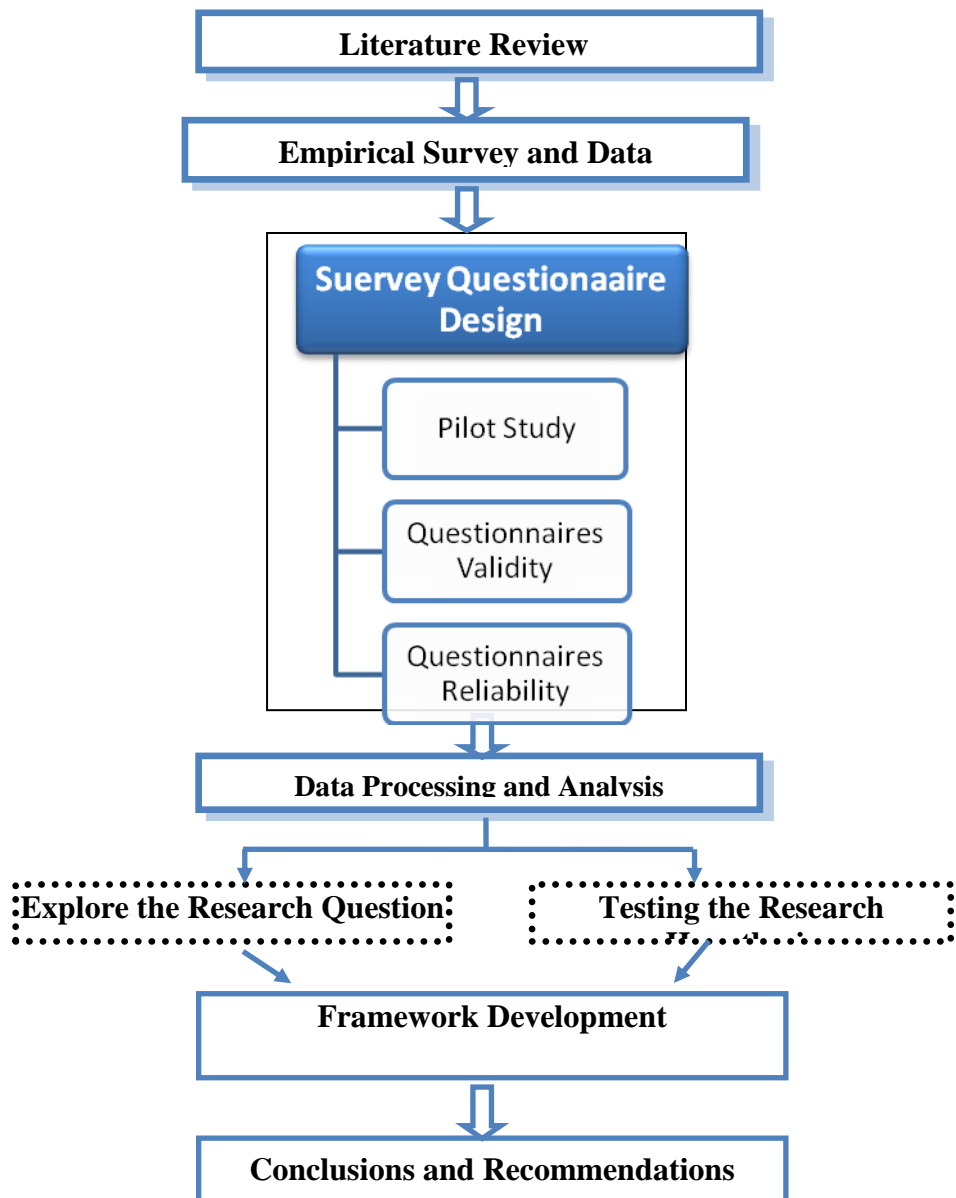 Literature Review
Empirical Survey and Data
Suervey Questionaaire
Design
Pilot Study
Questionnaires
Validity
Questionnaires
Reliability
Data Processing and Analysis
Explore the Research Question
Testing the Research
Framework Development
Conclusions and Recommendations